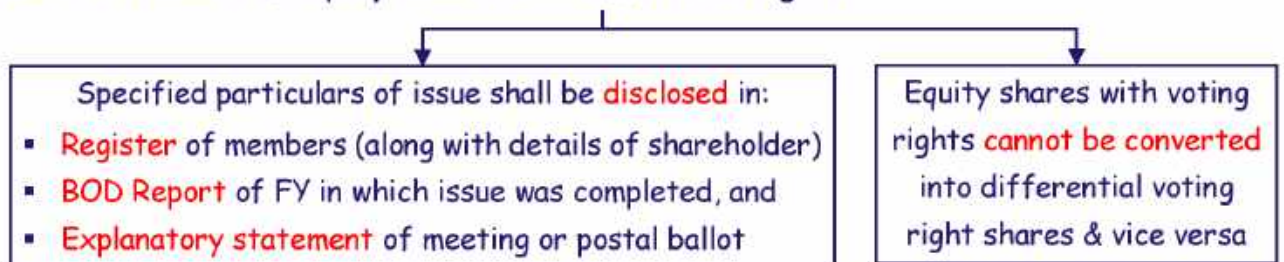 Specified particulars of issue shall be disclosed in:
▪ Register of members (along with details of shareholder)
▪ BOD Report of FY in which issue was completed, and
▪ Explanatory statement of meeting or postal ballot
Equity shares with voting
rights cannot be converted
into differential voting
right shares & vice versa